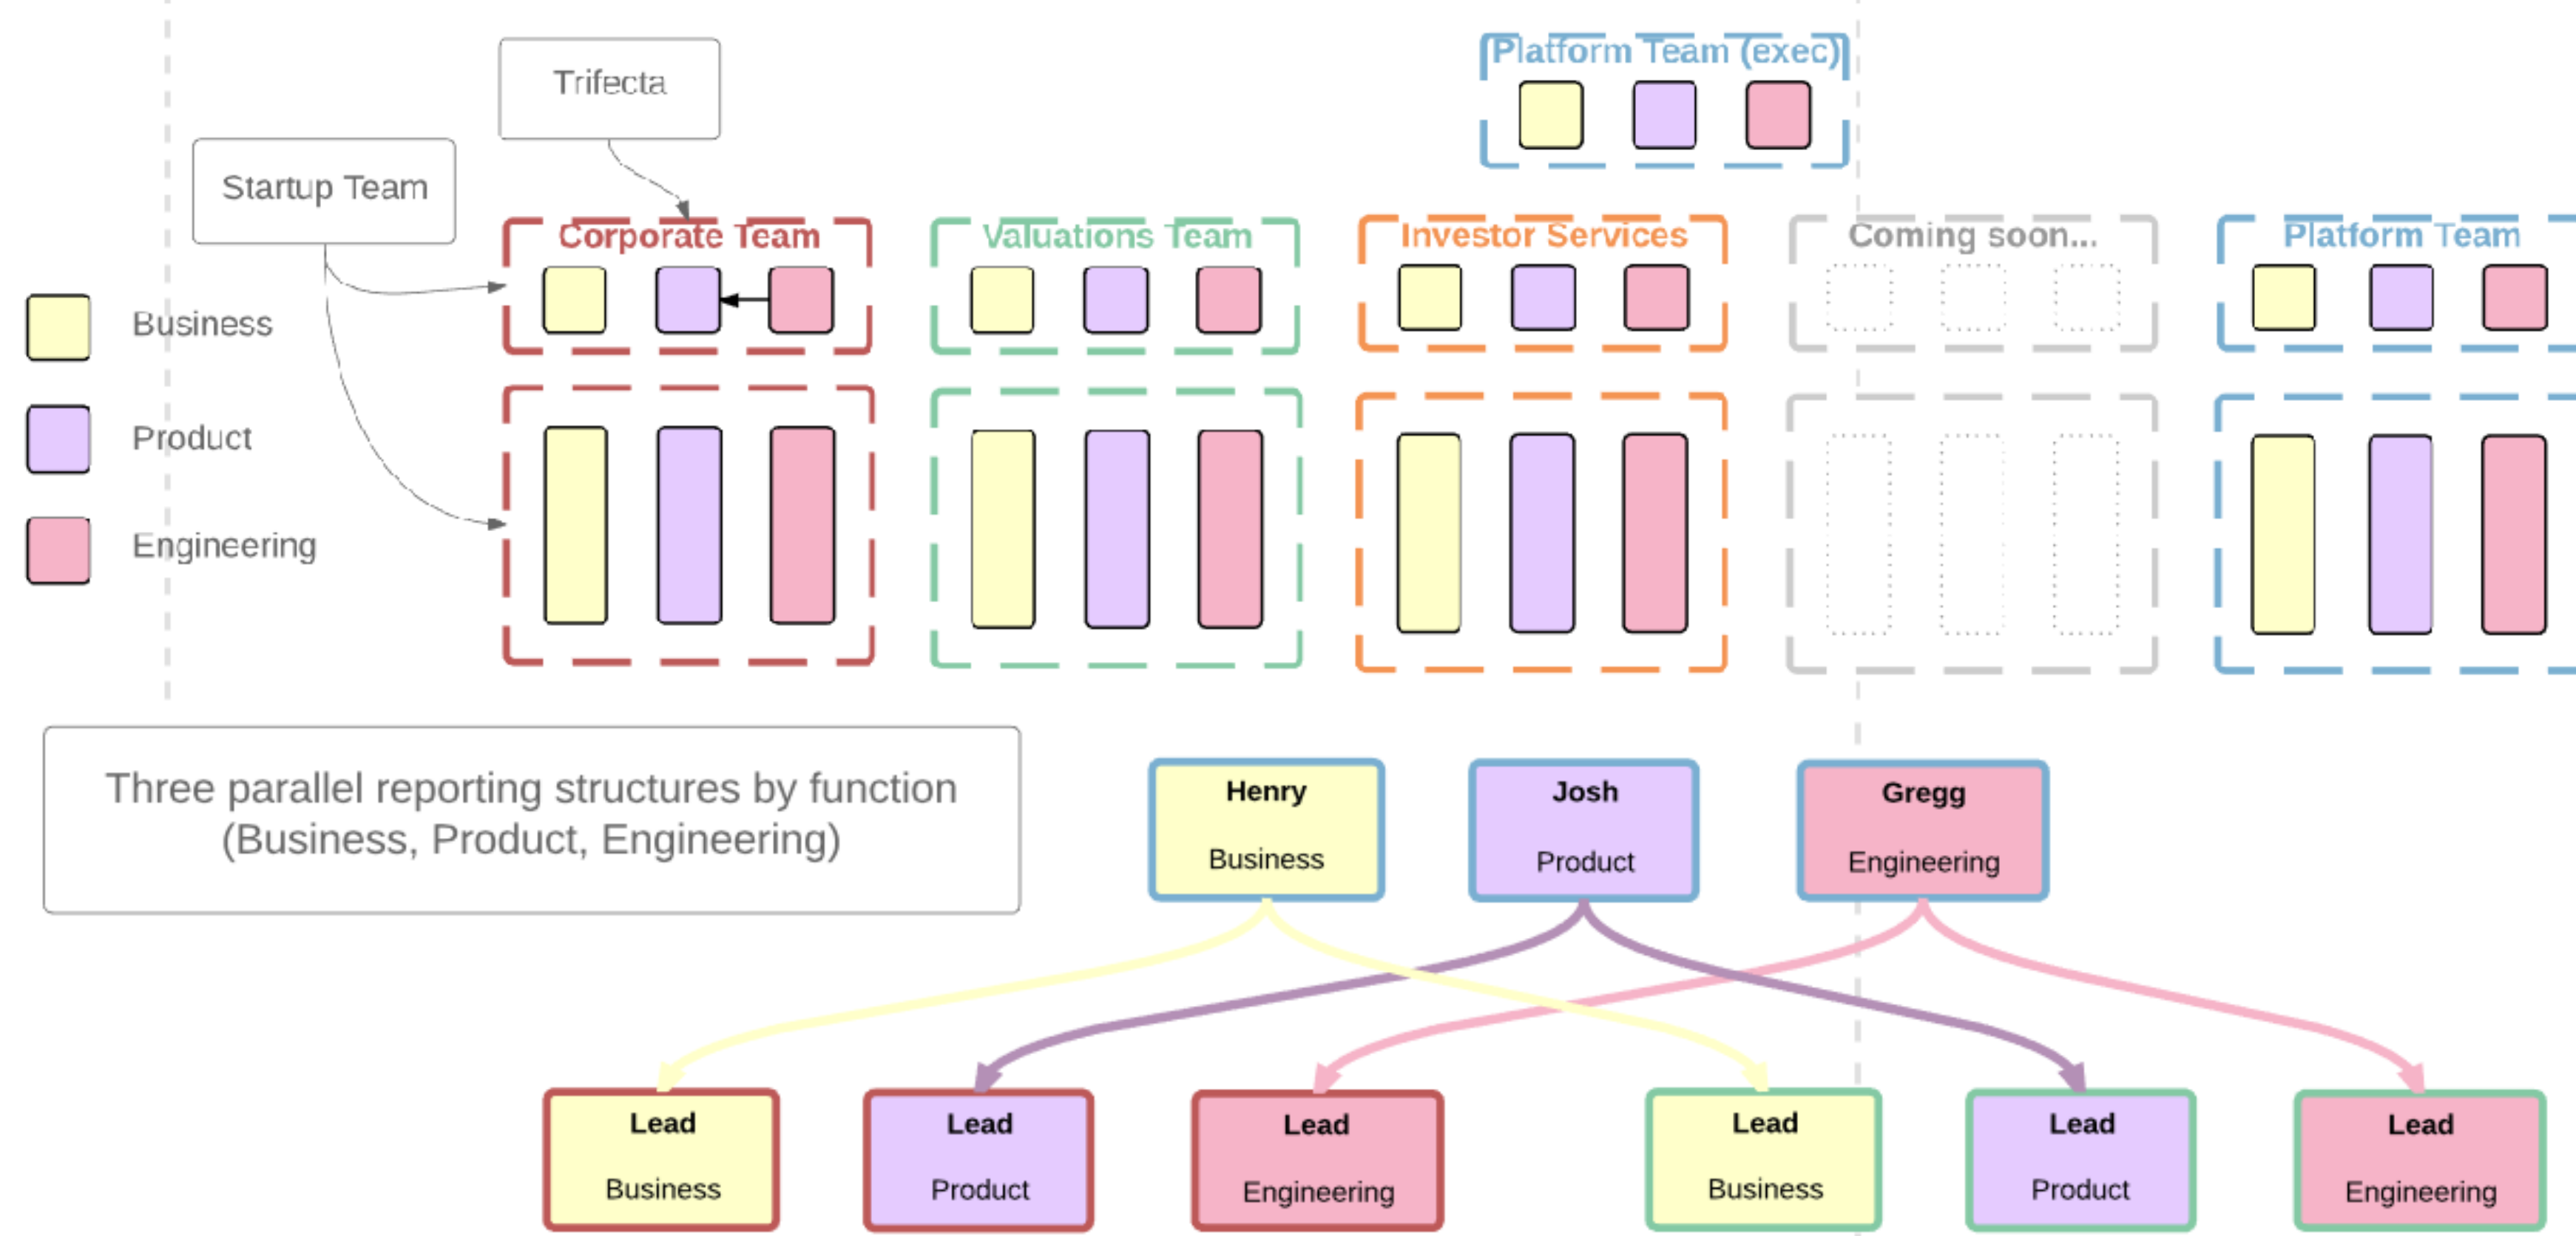 Platform Team (exec)
Trifecta
Startup Team
Corporate Team
Valuations Team
Investor Services
Coming soon...
Platform Team
Business
Product
Engineering
Three parallel reporting structures by function
(Business, Product, Engineering)
Henry
Business
Josh
Product
Gregg
Engineering
Lead
Business
Lead
Product
Lead
Engineering
Lead
Business
Lead
Product
Lead
Engineering